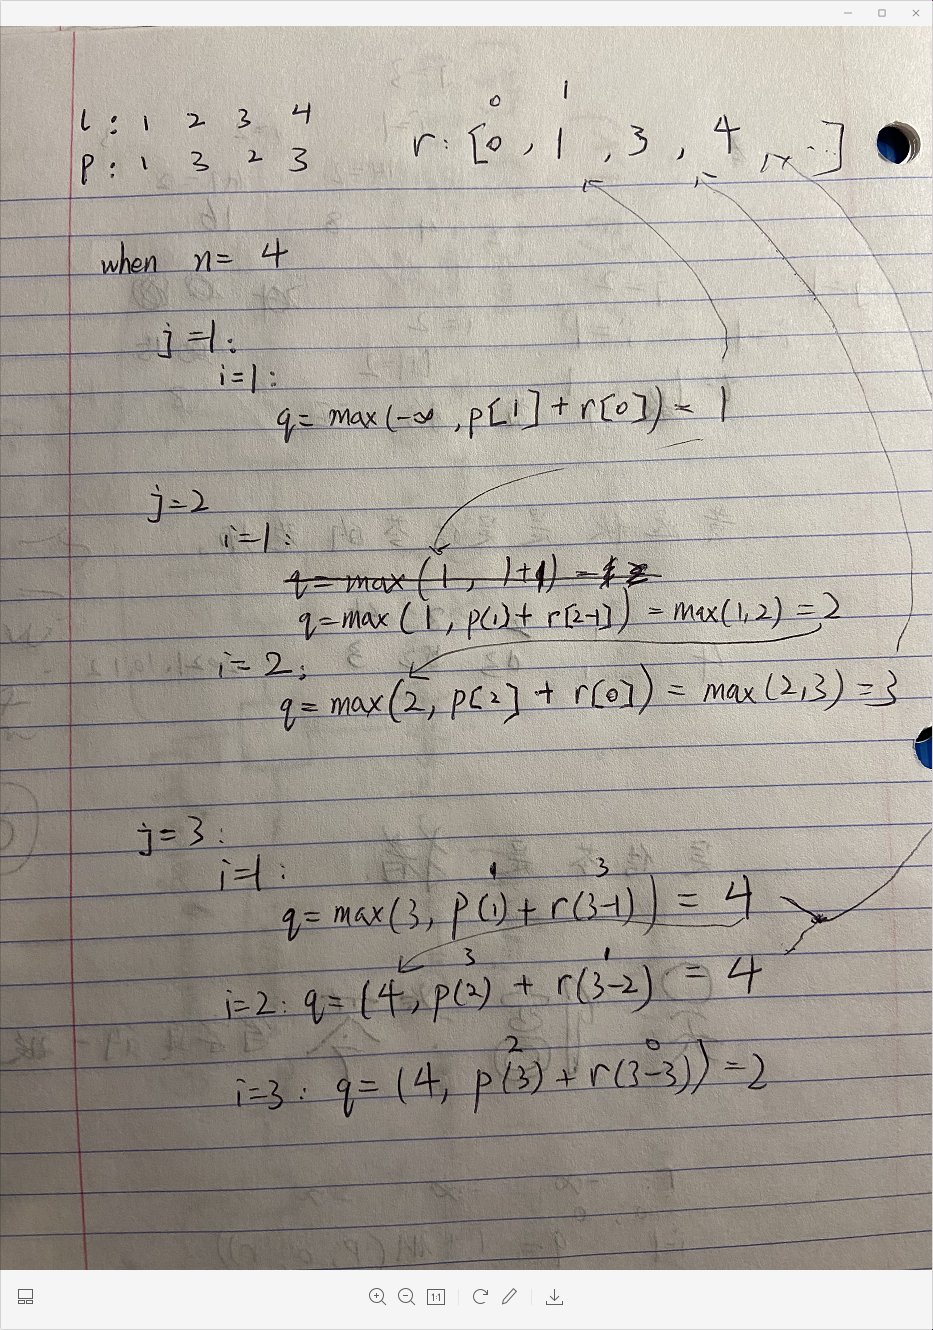 0 1
l : 1 2 3 4 r: [0 , 1 , 3 , 4
p : 1 3 2 3
when n= 4
j=1:
i=1:
q= max(-∞ ,p[1]+r[0]) = 1
j=2
i=1:
q= max (1, 1+1) =
q=max (1, p(1)+ r[2-1]) = max(1,2) =2
i= 2;
q= max(2, p[2] + r[0]) = max(2,3) =3
j= 3 :
i=1 :
1 3
q= max(3, p(1)+ r(3-1)) = 4
3 1
i=2: q= (4, p(2) + r(3-2) = 4
2 0
i=3 : q= (4, p(3) + r(3-3)) =2
1:1